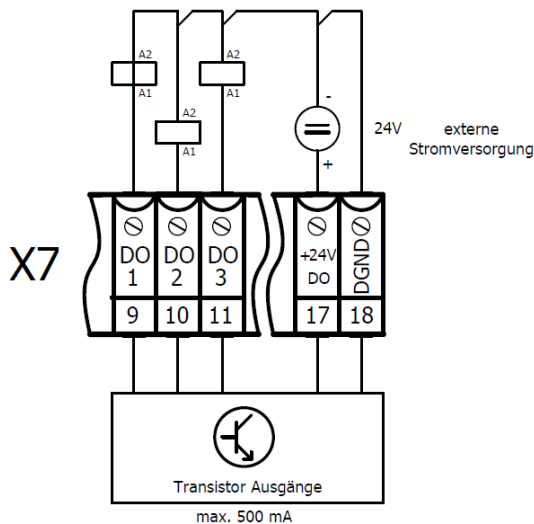 A2
A2
A1
A1
A2
A1
-
+
24V
externe
Stromversorgung
X7
DO
1
DO
2
DO
3
+24V
DO
DGND
9
10
11
17
18
Transistor Ausgänge
max. 500 mA